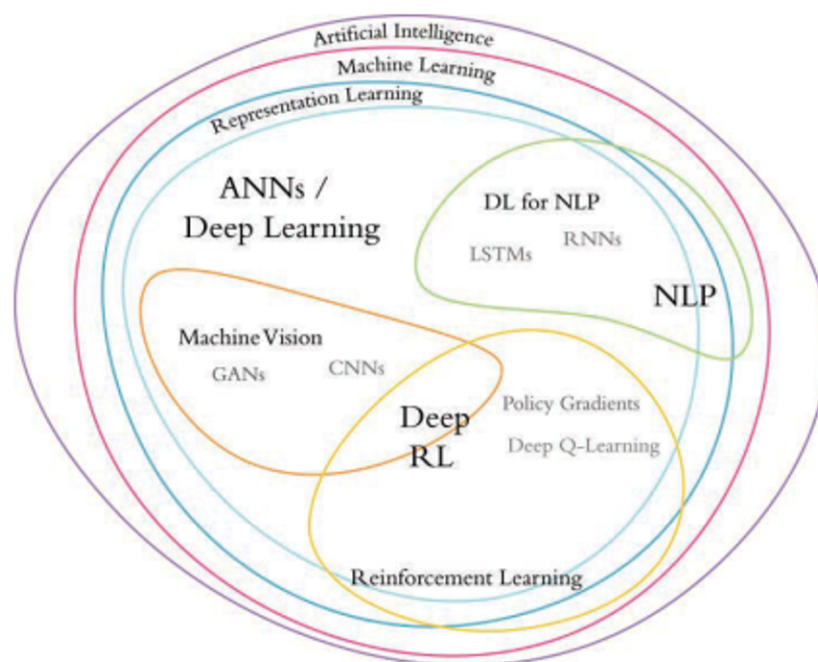 Artificial Intelligence
Machine Learning
Representation Learning
ANNs /
Deep Learning
DL for NLP
LSTMs
RNNs
NLP
Machine Vision
GANs
CNNs
Deep
RL
Policy Gradients
Deep Q-Learning
Reinforcement Learning